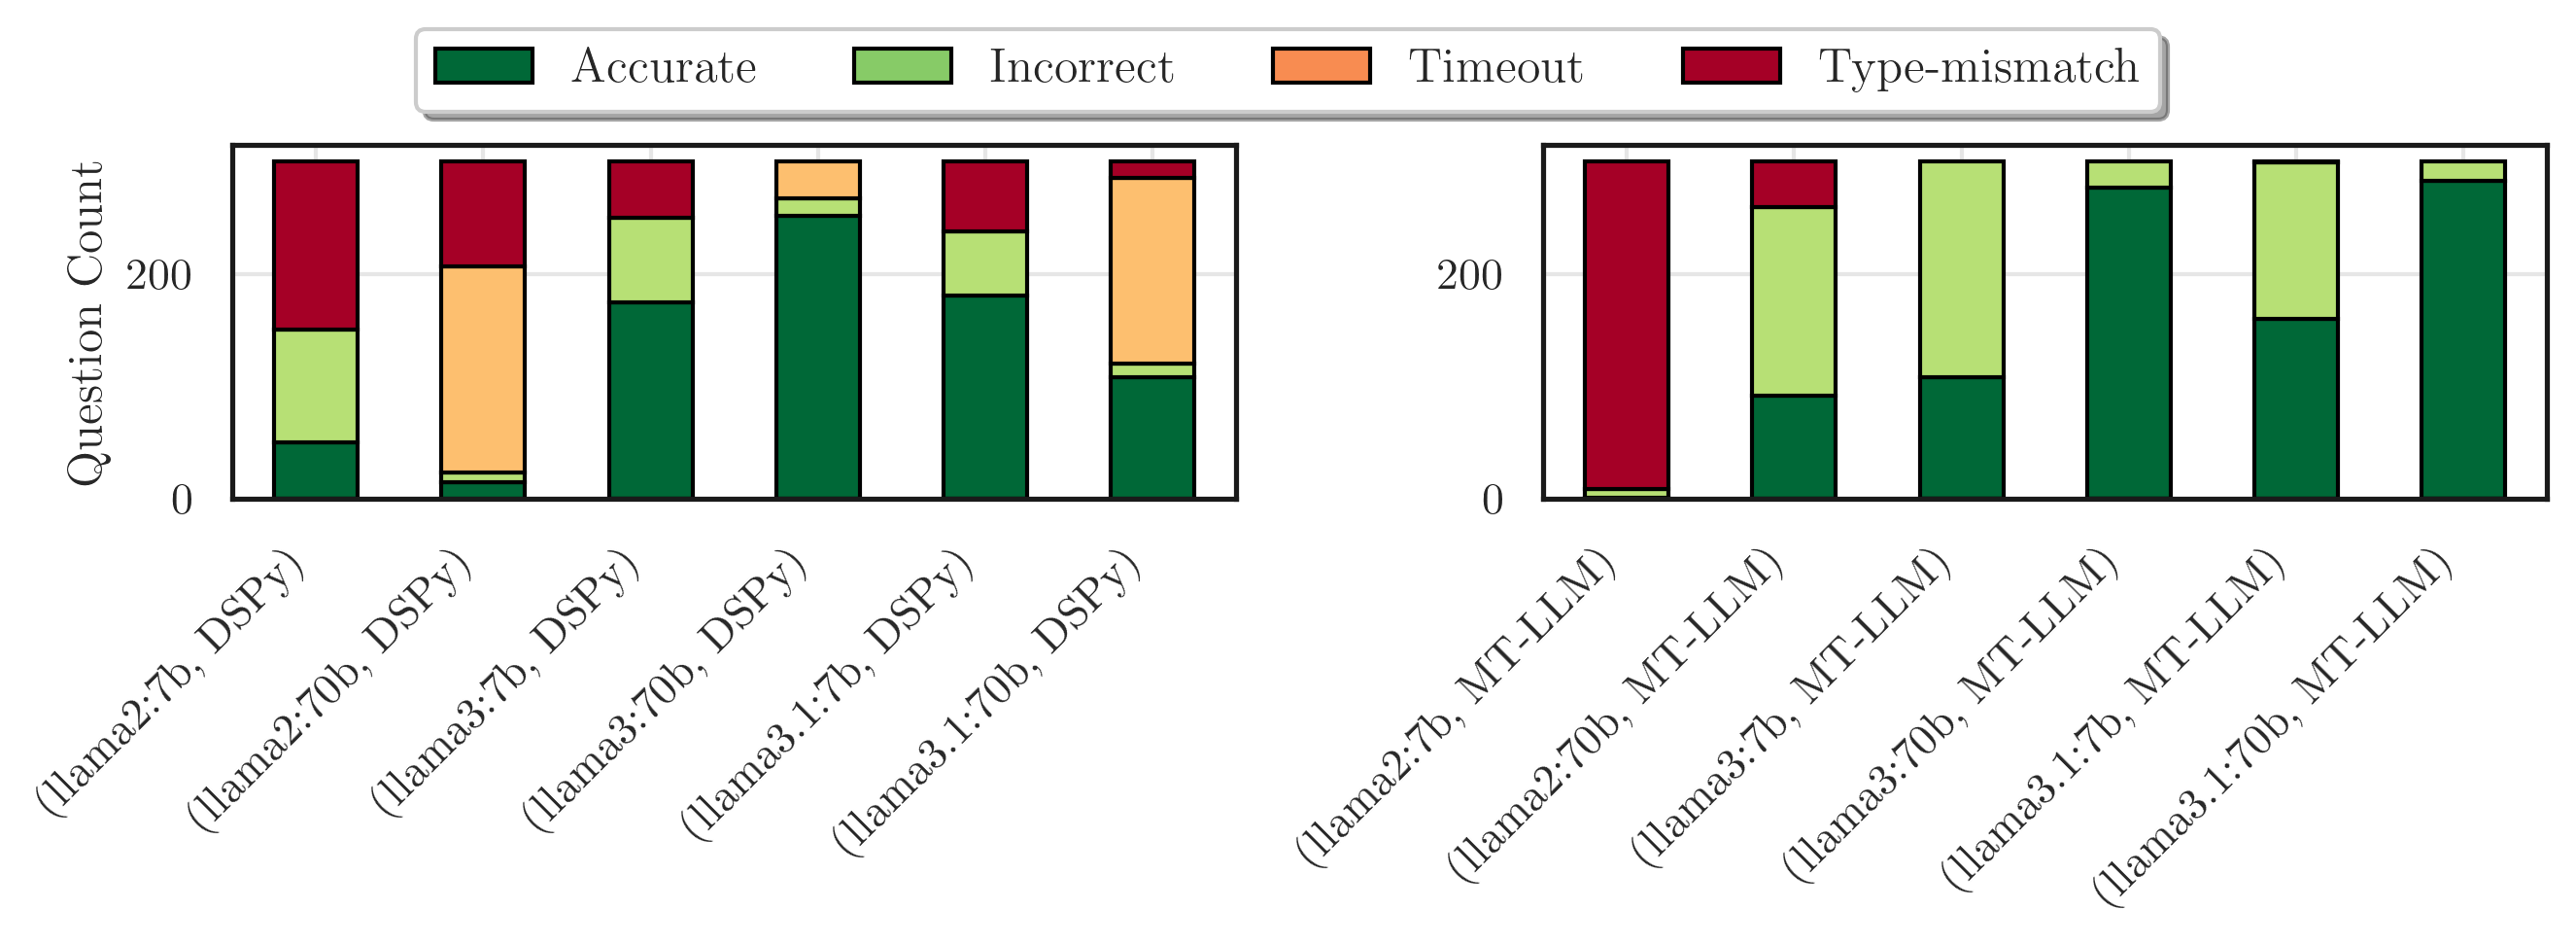 Accurate Incorrect Timeout Type-mismatch
Question Count
200
0
(llama2:7b, DSPy)
(llama2:70b, DSPy)
(llama3:7b, DSPy)
(llama3:70b, DSPy)
(llama3.1:7b, DSPy)
(llama3.1:70b, DSPy)
200
0
(llama2:7b, MT-LLM)
(llama2:70b, MT-LLM)
(llama3:7b, MT-LLM)
(llama3:70b, MT-LLM)
(llama3.1:7b, MT-LLM)
(llama3.1:70b, MT-LLM)